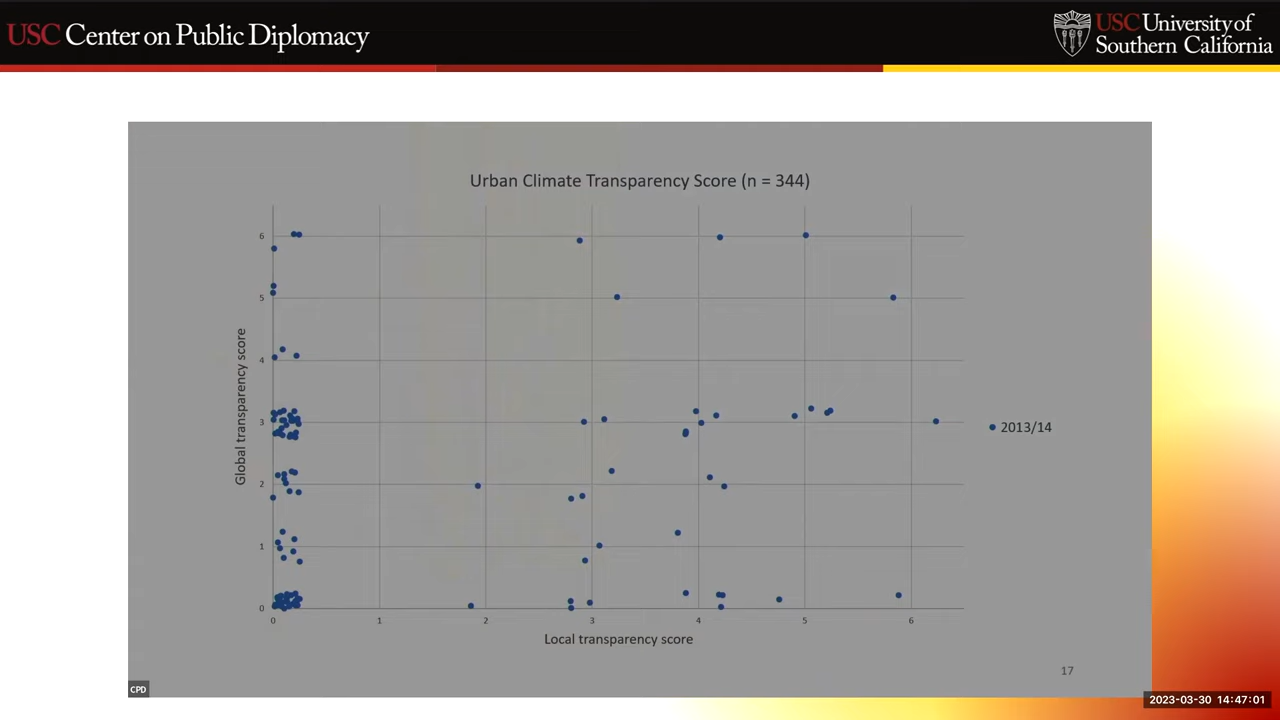 USC Center on Public Diplomacy
USC University of
Southern California
Urban Climate Transparency Score (n = 344)
Global transparency score
6
5
4
3
2
1
0
0 1 2 3 4 5 6
Local transparency score
2013/14
17
CPD
2023-03-30 14:47:01